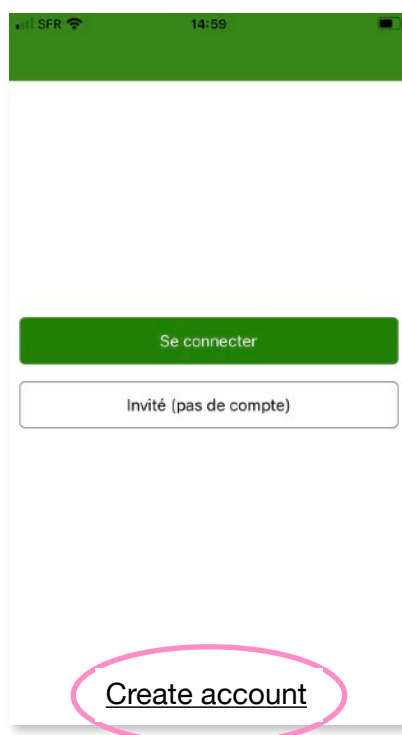 SFR 14:59
Se connecter
Invité (pas de compte)
Create account